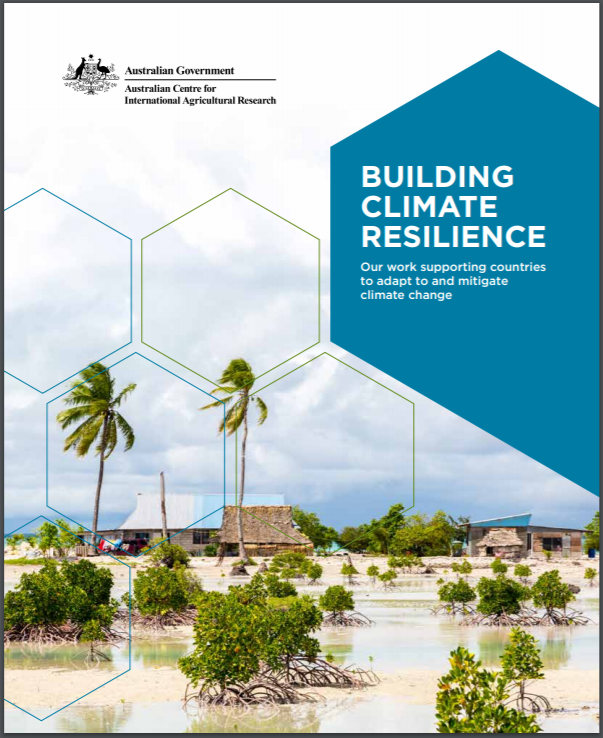 Australian Government
Australian Centre for
International Agricultural Research
BUILDING
CLIMATE
RESILIENCE
Our work supporting countries
to adapt to and mitigate
climate change